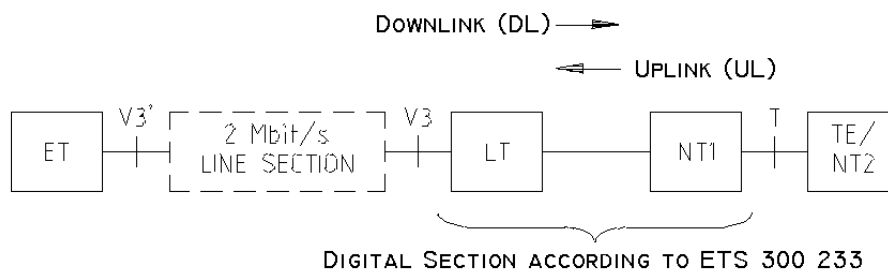 DOWNLINK (DL)
UPLINK (UL)
V3'
V3
T
ET
2 Mbit/s
LINE SECTION
LT
NT1
TE/
NT2
DIGITAL SECTION ACCORDING TO ETS 300 233